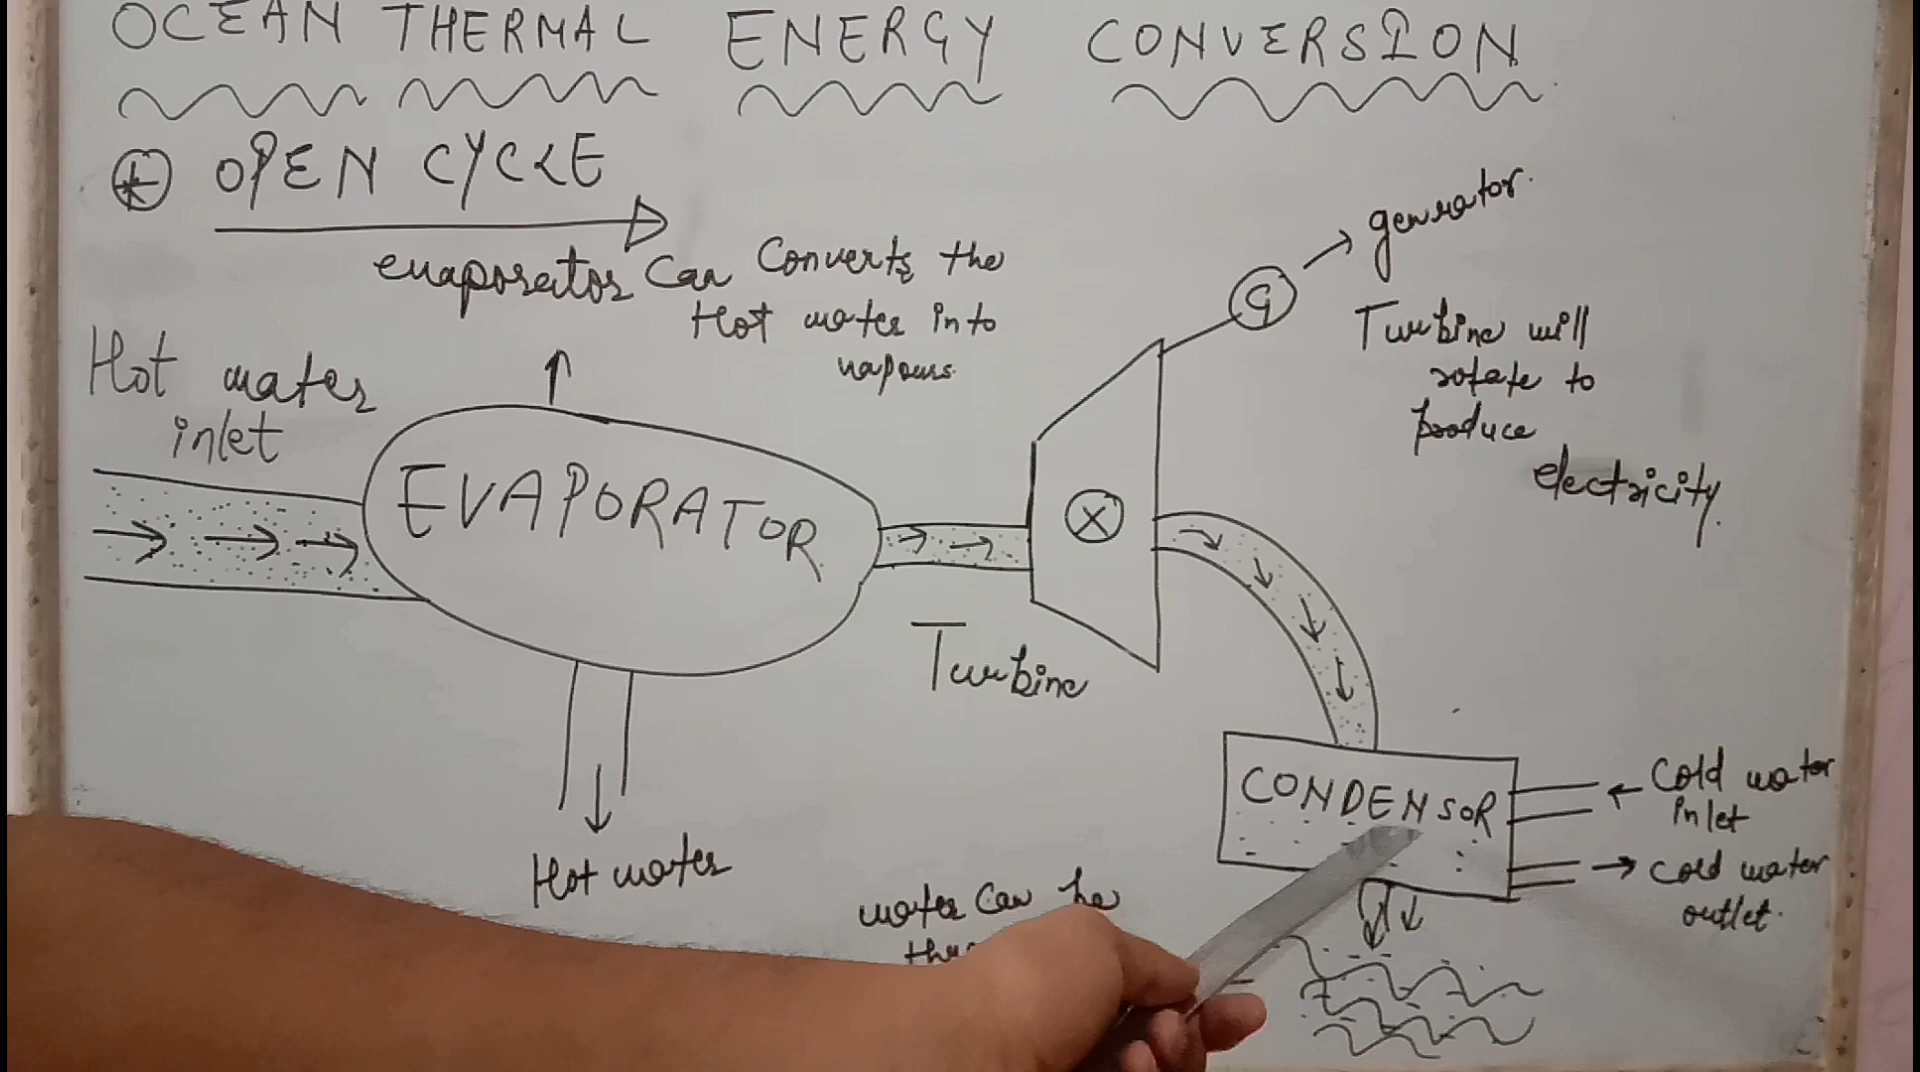 OCEAN THERMAL ENERGY CONVERSION
OPEN CYCLE
evaporator Can Converts the
Hot water into
vapours
Hot water
inlet
EVAPORATOR
Hot water
Turbine
X
G
generator.
Turbine will
rotate to
produce
electricity.
CONDENSOR
Cold water
inlet
cold water
outlet.
water Can be